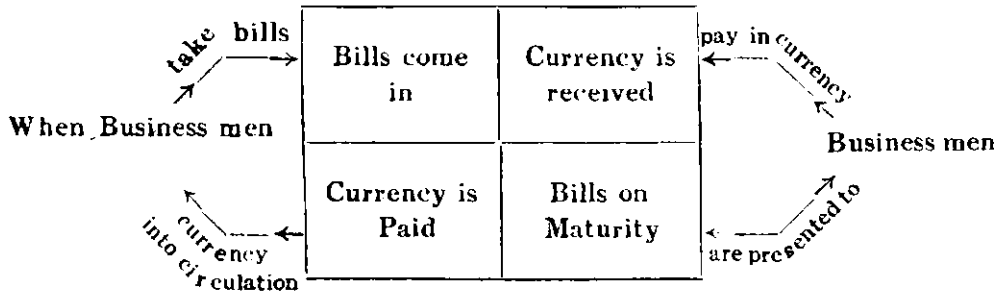 take bills
Bills come
in
Currency is
received
pay in currency
When Business men
Business men
Currency is
Paid
Bills on
Maturity
currency
into circulation
are presented to